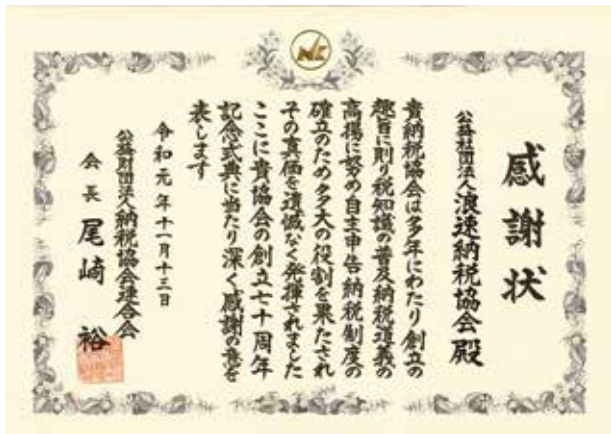 感謝状
公益社団法人浪速納税協会殿
貴納税協会は多年にわたり創立の
趣旨に則り税知識の普及納税道義の
高揚に努め自主申告納税制度の
確立のため多大の役割を果たされ
その真価を遺憾なく発揮されました
ここに貴協会の創立七十周年
記念式典に当たり深く感謝の意を
表します
令和元年十一月十三日
公益財団法人納税協会連合会
会長 尾崎 裕